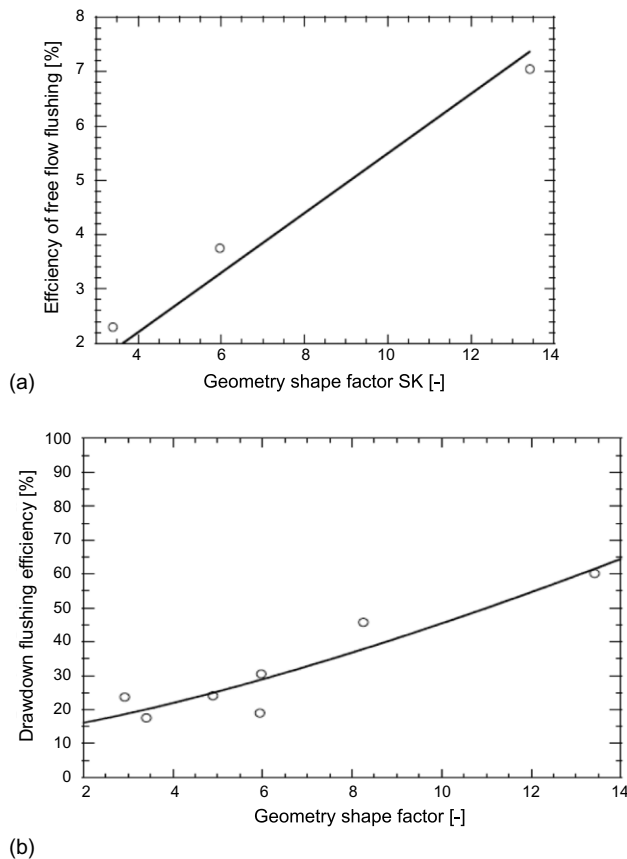 8
7
6
5
4
3
2
Effciency of free flow flushing [%]
4 6 8 10 12 14
Geometry shape factor SK [-]
(a)
100
90
80
70
60
50
40
30
20
10
0
Drawdown flushing efficiency [%]
2 4 6 8 10 12 14
Geometry shape factor [-]
(b)